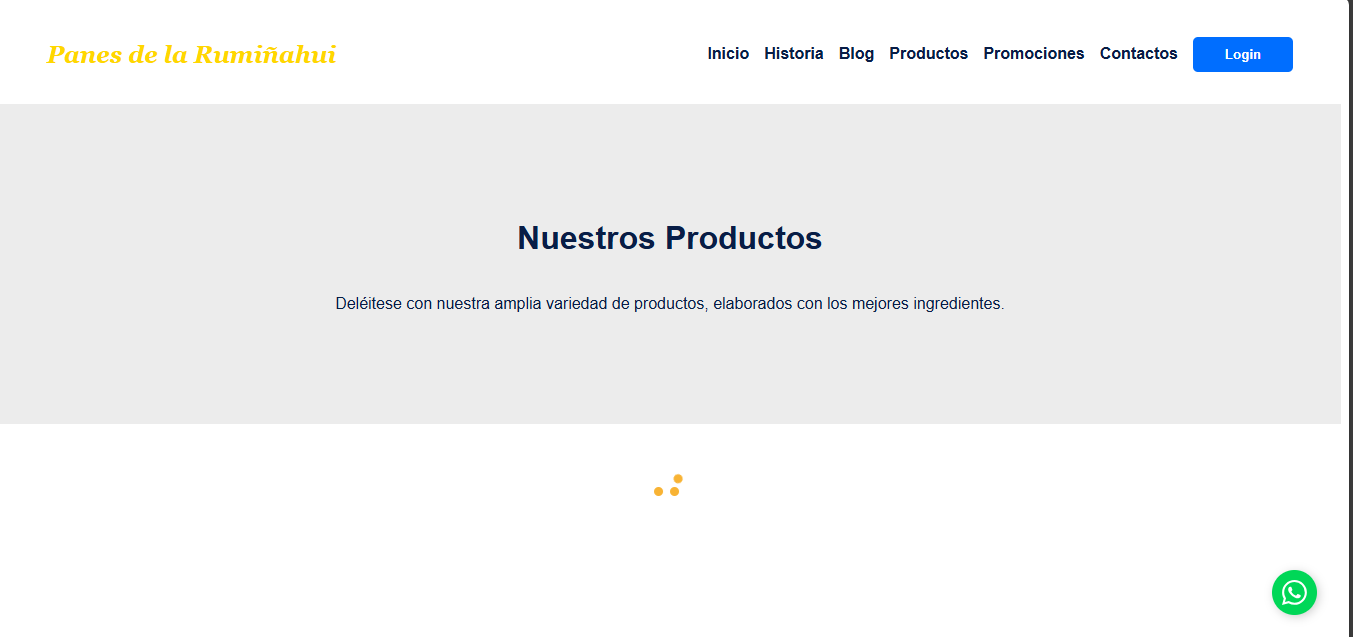 Panes de la Rumiñahui
Inicio Historia Blog Productos Promociones Contactos Login
Nuestros Productos
Deléitese con nuestra amplia variedad de productos, elaborados con los mejores ingredientes.